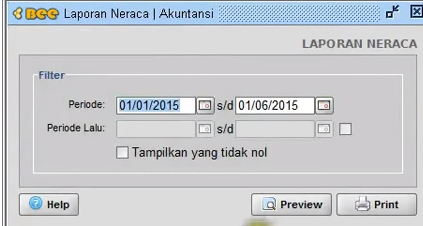 Bee Laporan Neraca | Akuntansi
LAPORAN NERACA
Filter
Periode: 01/01/2015 s/d 01/06/2015
Periode Lalu: s/d
Tampilkan yang tidak nol
Help Preview Print